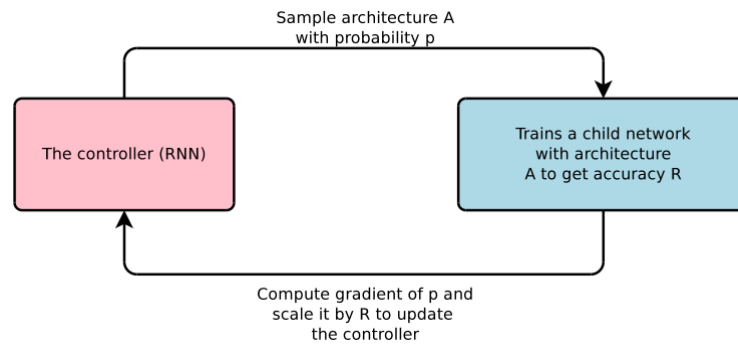 Sample architecture A
with probability p
The controller (RNN)
Trains a child network
with architecture
A to get accuracy R
Compute gradient of p and
scale it by R to update
the controller